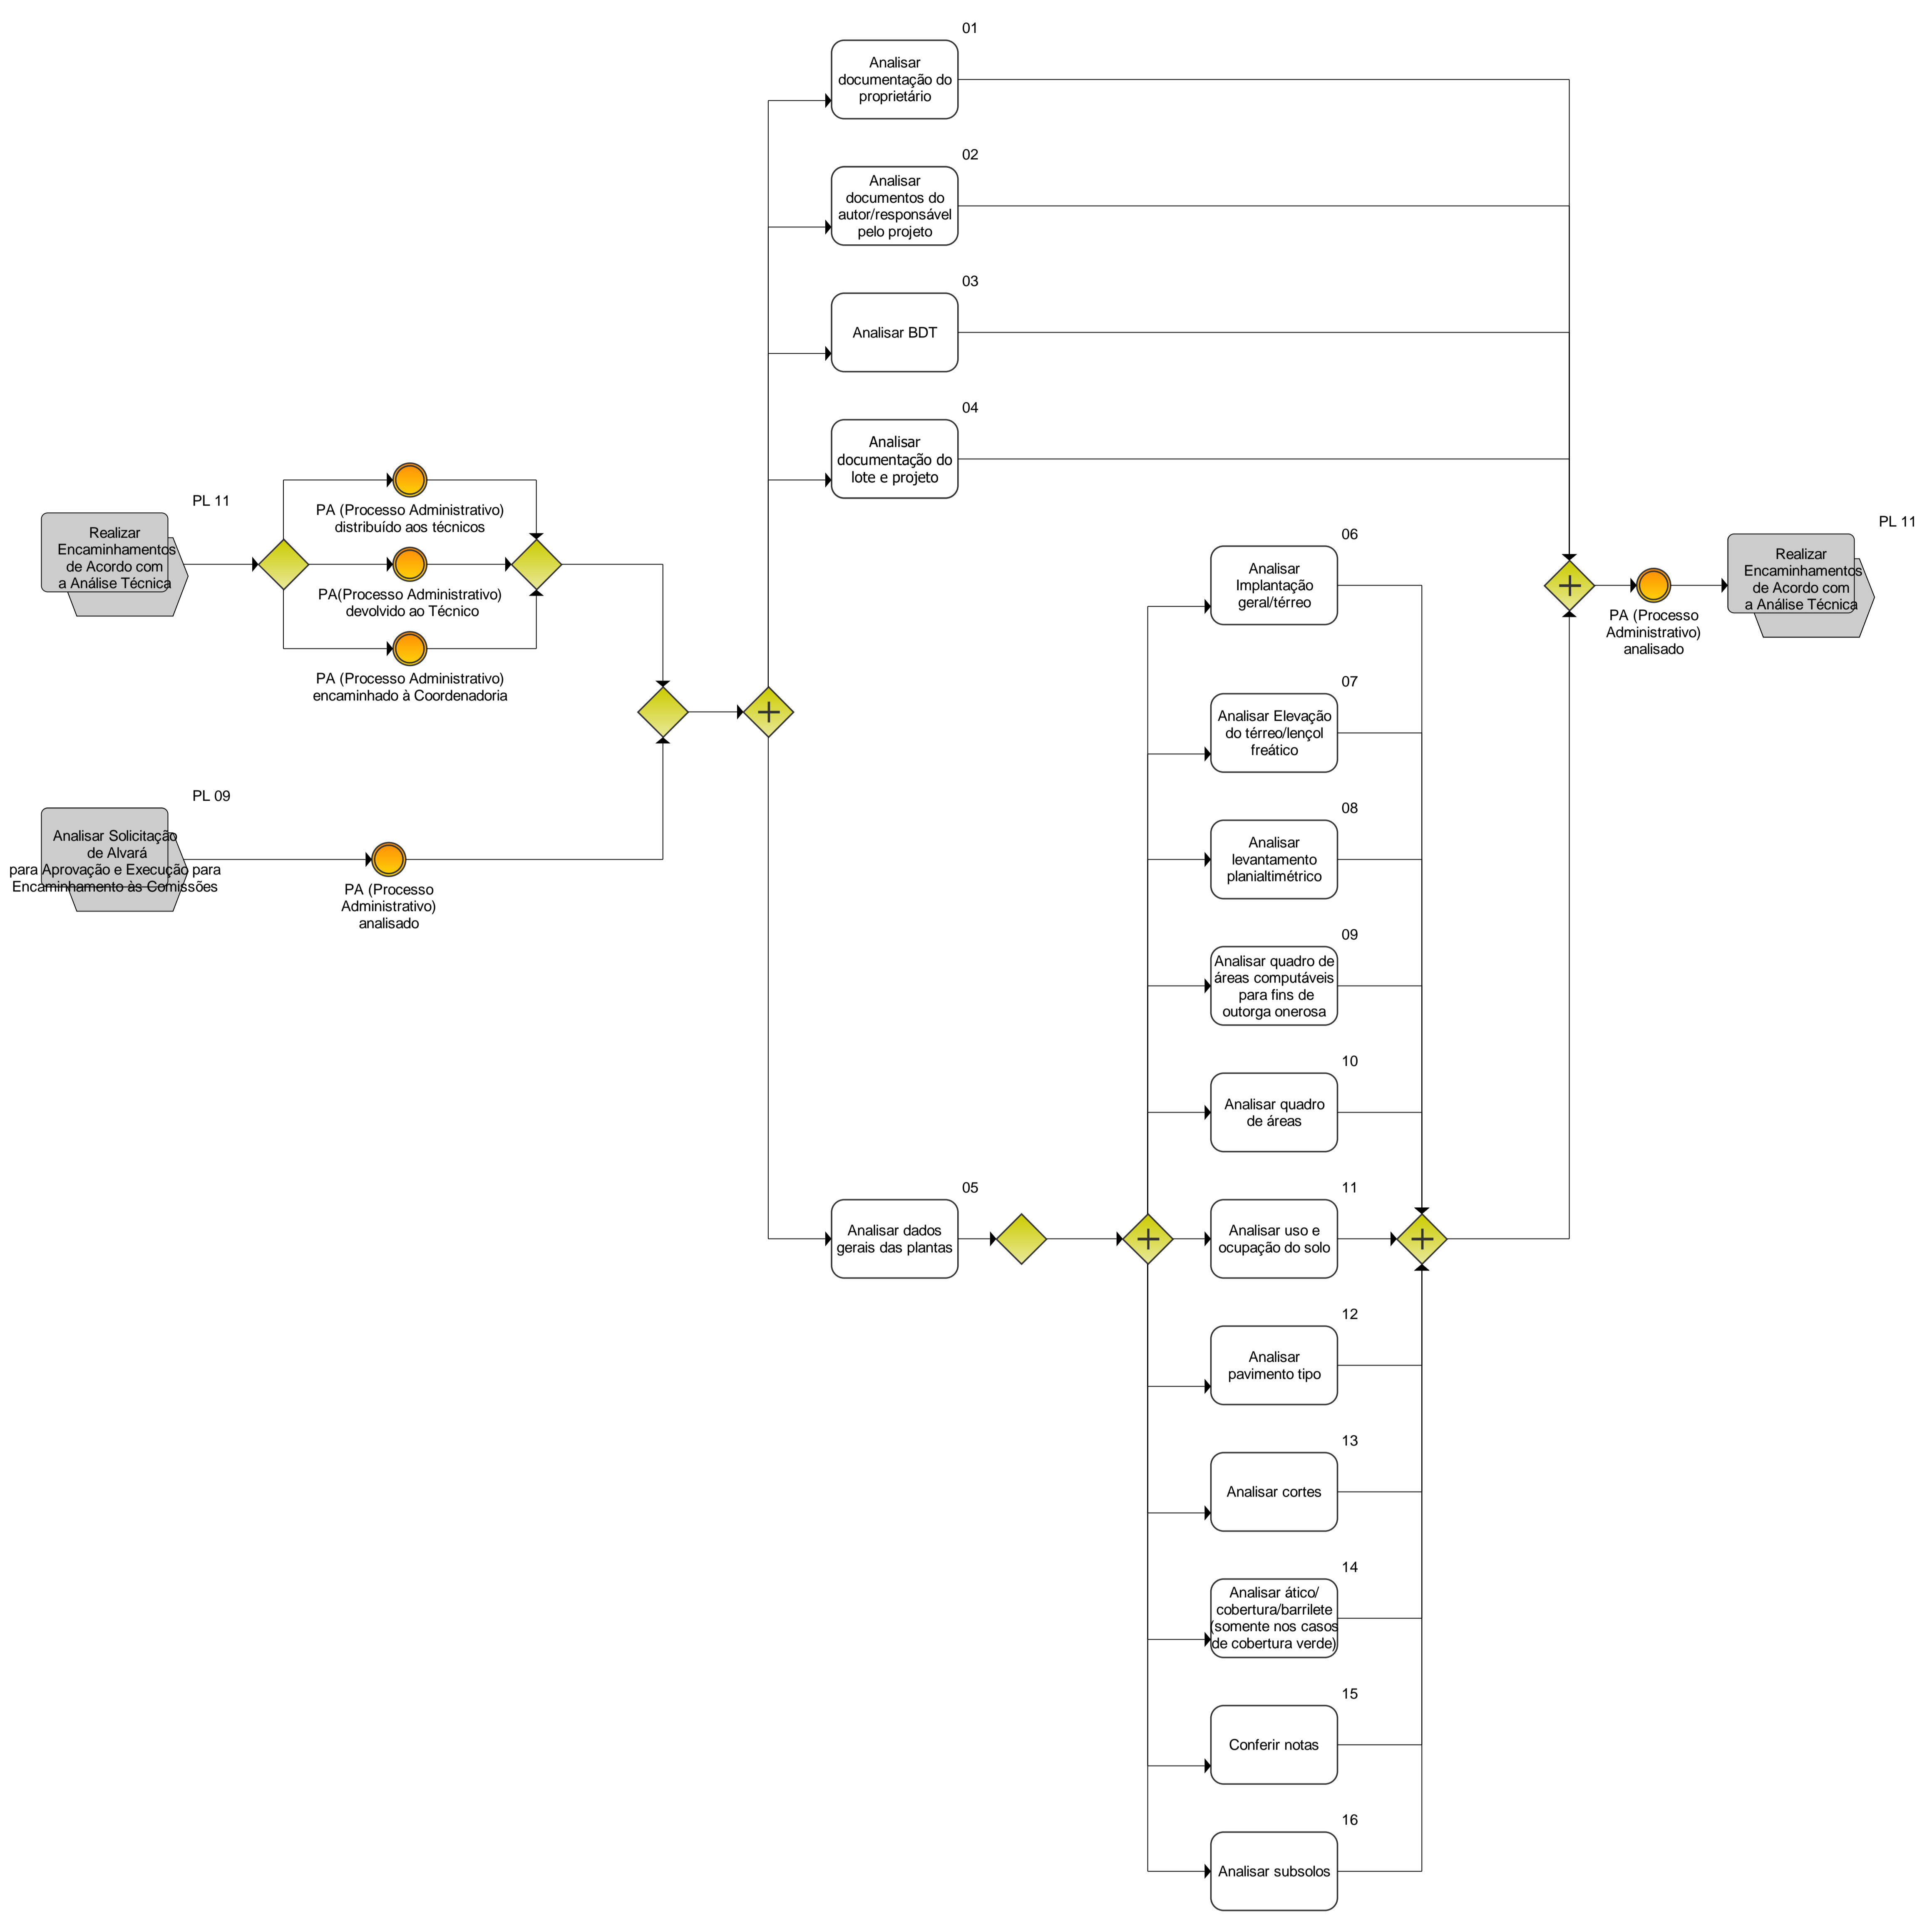 01
Analisar
documentação do
proprietário
02
Analisar
documentos do
autor/responsável
pelo projeto
03
Analisar BDT
04
Analisar
documentação do
lote e projeto
PL 11
Realizar
Encaminhamentos
de Acordo com
a Análise Técnica
PA (Processo Administrativo)
distribuído aos técnicos
PA(Processo Administrativo)
devolvido ao Técnico
PA (Processo Administrativo)
encaminhado à Coordenadoria
PL 09
Analisar Solicitação
de Alvará
para Aprovação e Execução para
Encaminhamento às Comissões
PA (Processo
Administrativo)
analisado
05
Analisar dados
gerais das plantas
06
Analisar
Implantação
geral/térreo
07
Analisar Elevação
do térreo/lençol
freático
08
Analisar
levantamento
planialtimétrico
09
Analisar quadro de
áreas computáveis
para fins de
outorga onerosa
10
Analisar quadro
de áreas
11
Analisar uso e
ocupação do solo
12
Analisar
pavimento tipo
13
Analisar cortes
14
Analisar ático/
cobertura/barrilete
(somente nos casos
de cobertura verde)
15
Conferir notas
16
Analisar subsolos
PA (Processo
Administrativo)
analisado
PL 11
Realizar
Encaminhamentos
de Acordo com
a Análise Técnica